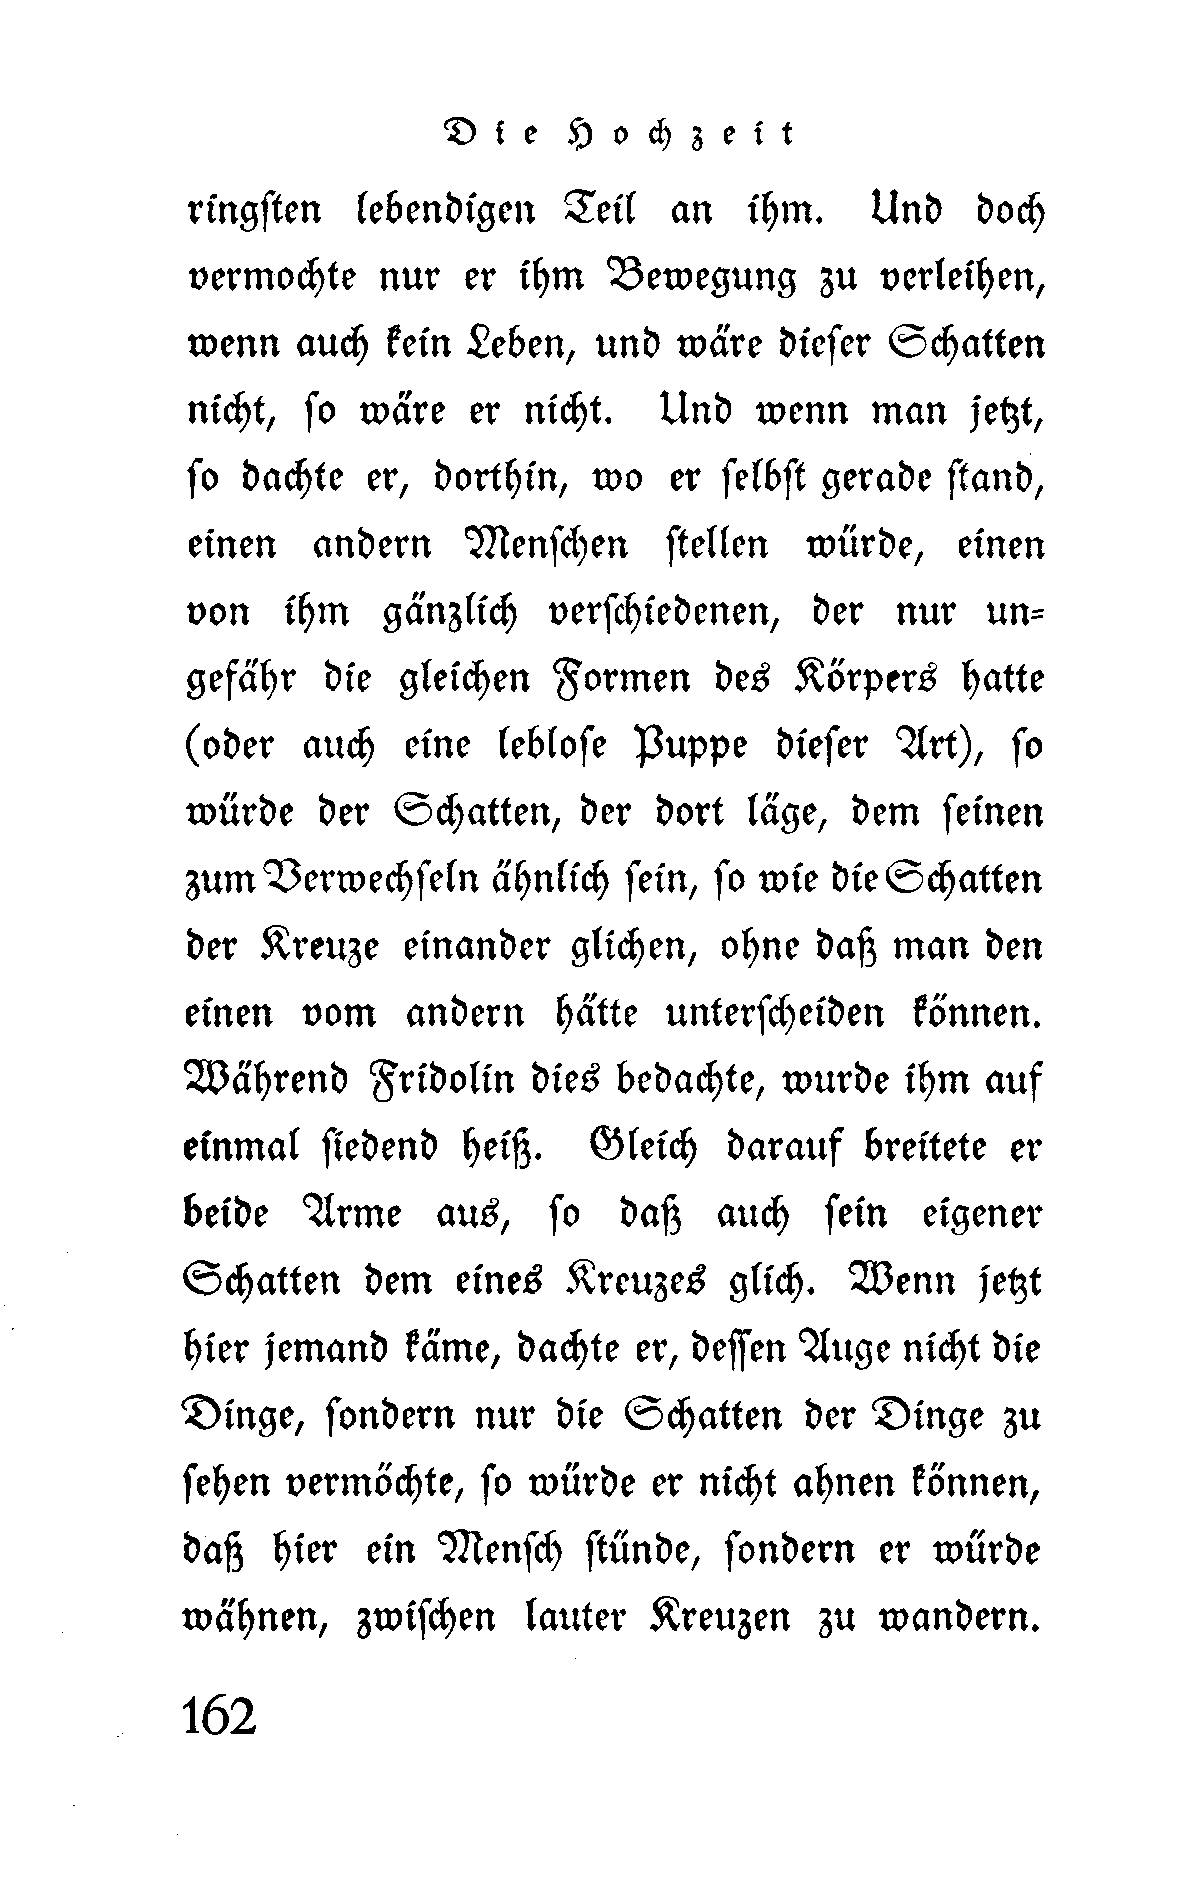 Die Hochzeit
ringſten lebendigen Teil an ihm. Und doch
vermochte nur er ihm Bewegung zu verleihen,
wenn auch kein Leben, und wäre dieſer Schatten
nicht, ſo wäre er nicht. Und wenn man jetzt,
ſo dachte er, dorthin, wo er ſelbſt gerade ſtand,
einen andern Menſchen ſtellen würde, einen
von ihm gänzlich verſchiedenen, der nur un-
gefähr die gleichen Formen des Körpers hatte
(oder auch eine lebloſe Puppe dieſer Art), ſo
würde der Schatten, der dort läge, dem ſeinen
zum Verwechſeln ähnlich ſein, ſo wie die Schatten
der Kreuze einander glichen, ohne daß man den
einen vom andern hätte unterſcheiden können.
Während Fridolin dies bedachte, wurde ihm auf
einmal ſiedend heiß. Gleich darauf breitete er
beide Arme aus, ſo daß auch ſein eigener
Schatten dem eines Kreuzes glich. Wenn jetzt
hier jemand käme, dachte er, deſſen Auge nicht die
Dinge, ſondern nur die Schatten der Dinge zu
ſehen vermöchte, ſo würde er nicht ahnen können,
daß hier ein Menſch ſtünde, ſondern er würde
wähnen, zwiſchen lauter Kreuzen zu wandern.
162